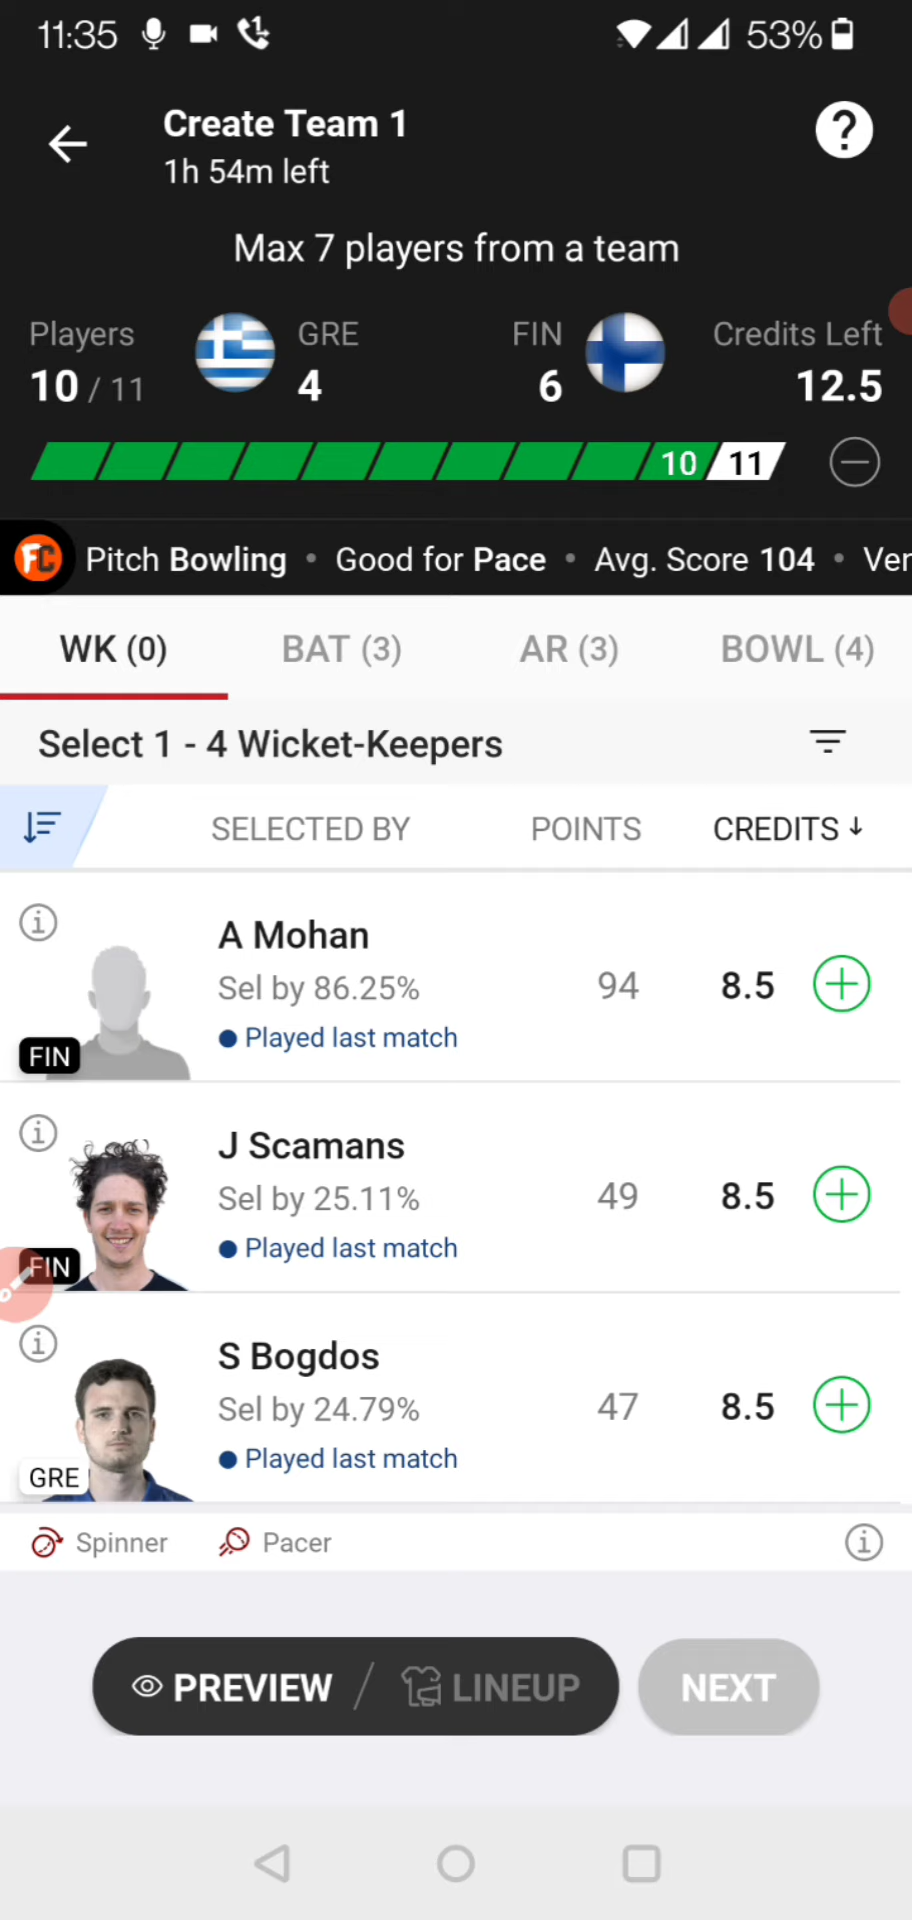 11:35 53%
Create Team 1
1h 54m left
Max 7 players from a team
Players GRE FIN Credits Left
10 / 11 4 6 12.5
10 11
FC Pitch Bowling • Good for Pace • Avg. Score 104 • Ver
WK (0) BAT (3) AR (3) BOWL (4)
Select 1 - 4 Wicket-Keepers
SELECTED BY POINTS CREDITS ↓
A Mohan
Sel by 86.25% 94 8.5
Played last match
FIN
J Scamans
Sel by 25.11% 49 8.5
Played last match
FIN
S Bogdos
Sel by 24.79% 47 8.5
Played last match
GRE
Spinner Pacer
PREVIEW / LINEUP NEXT